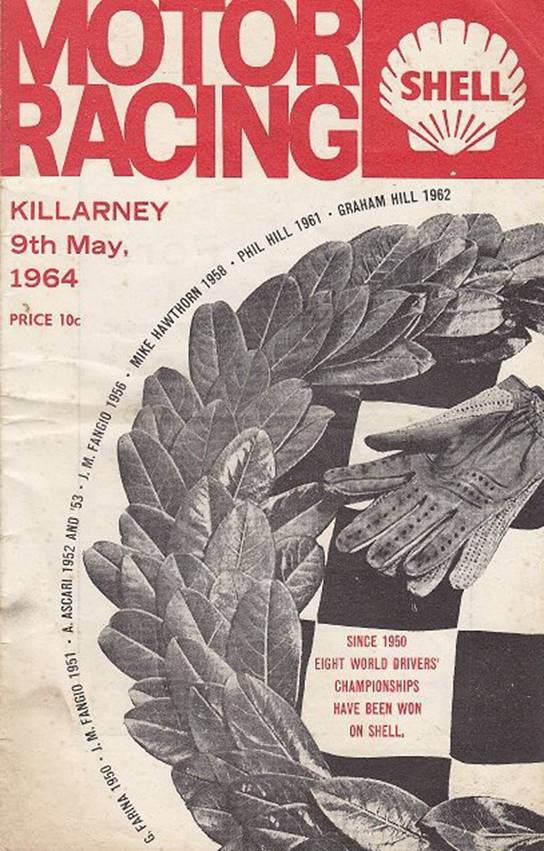 MOTOR
RACING
SHELL
KILLARNEY
9th May,
1964
PRICE 10c
G. FARINA 1950 · J. M. FANGIO 1951 · A. ASCARI 1952 AND '53 · J. M. FANGIO 1956 · MIKE HAWTHORN 1958 · PHIL HILL 1961 · GRAHAM HILL 1962
SINCE 1950
EIGHT WORLD DRIVERS'
CHAMPIONSHIPS
HAVE BEEN WON
ON SHELL.